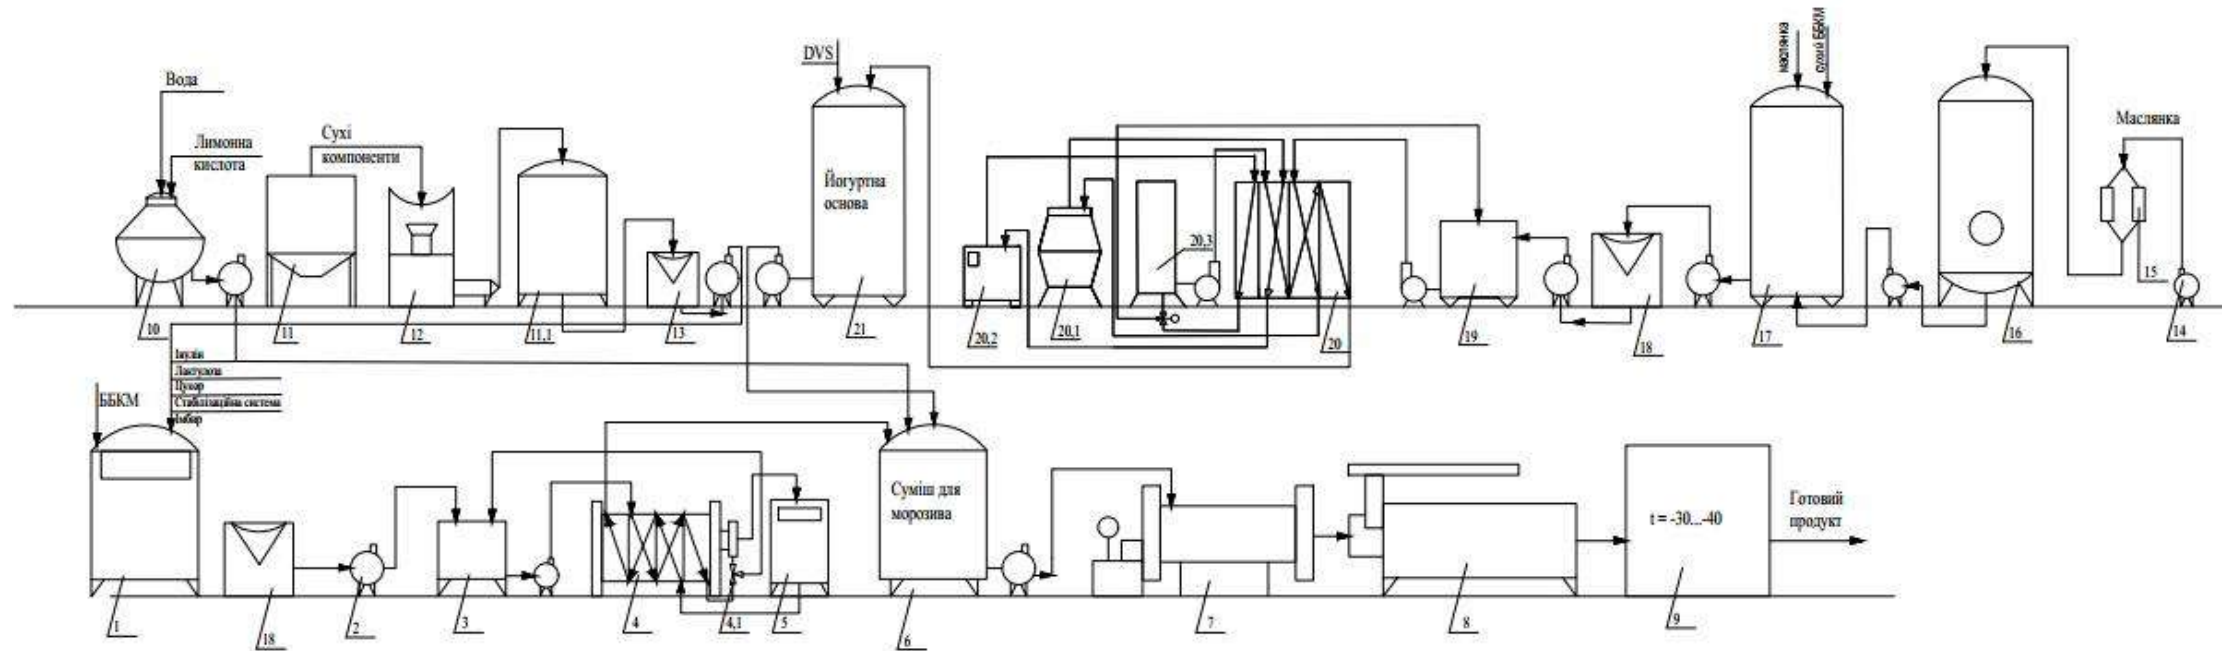 Вода
Лимонна
кислота
Сухі
компоненти
DVS
Йогуртна
основа
маслянка
сухий ББКМ
Маслянка
20,3
10
11
12
11,1
13
21
20,2
20,1
20
19
18
17
16
15
14
Інулін
Лактулоза
Цукор
Стабілізаційна система
Імбир
ББКМ
Суміш для
морозива
t = -30...-40
Готовий
продукт
1
18
2
3
4
4,1
5
6
7
8
9